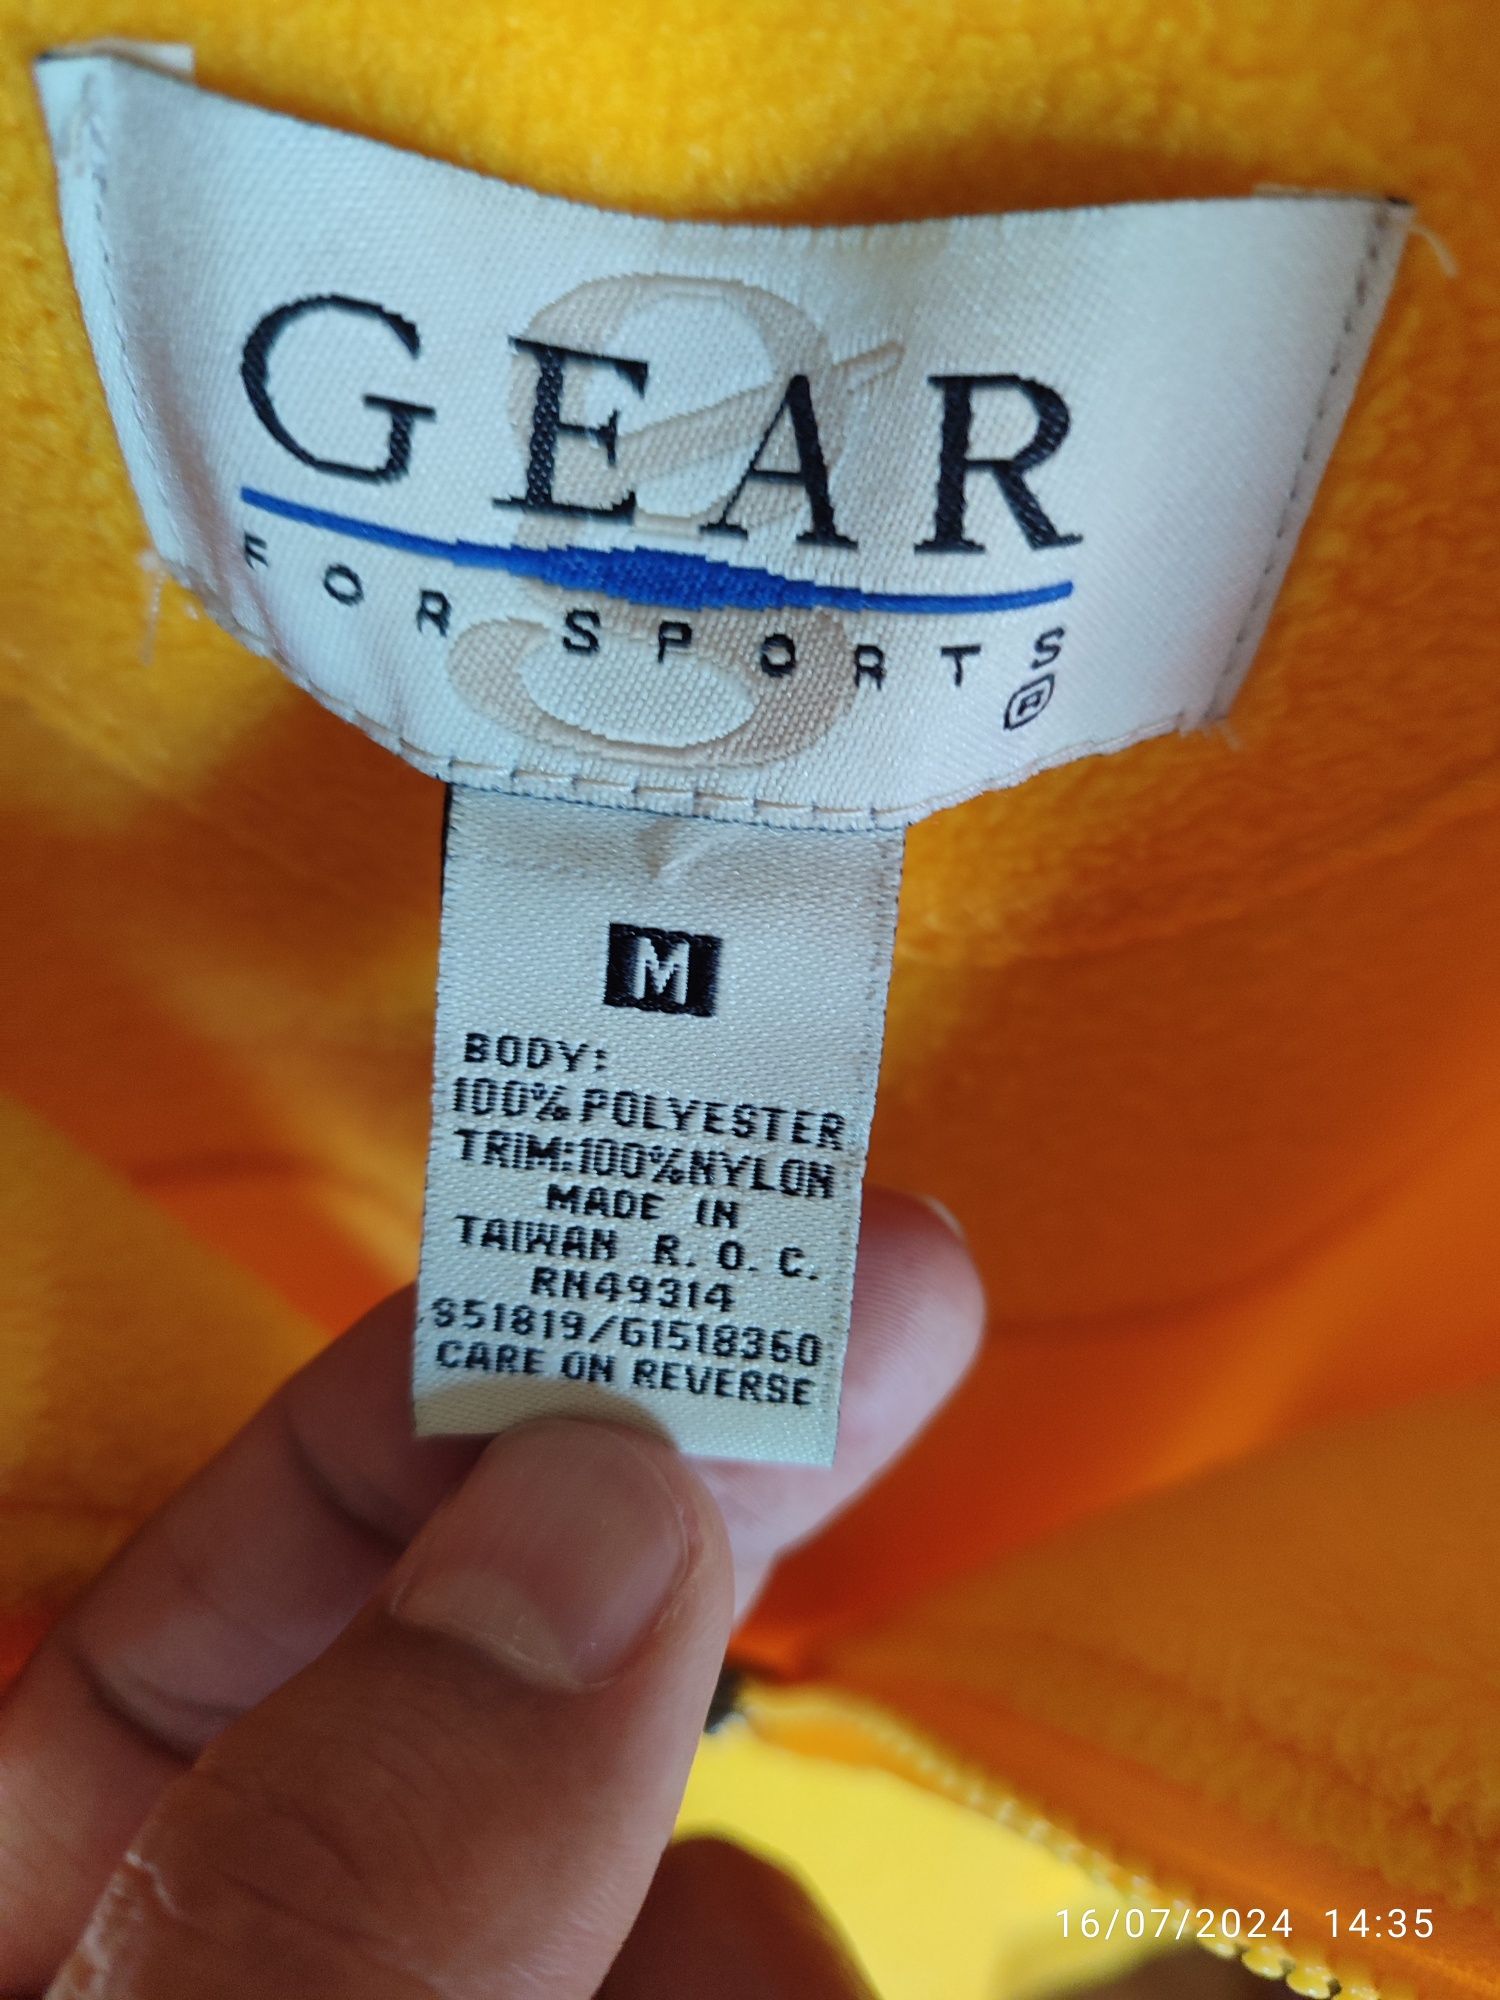 GEAR
FOR SPORTS
®
M
BODY:
100% POLYESTER
TRIM:100%NYLON
MADE IN
TAIWAN R. O. C.
RN49314
S51819/G1518360
CARE ON REVERSE
16/07/2024 14:35